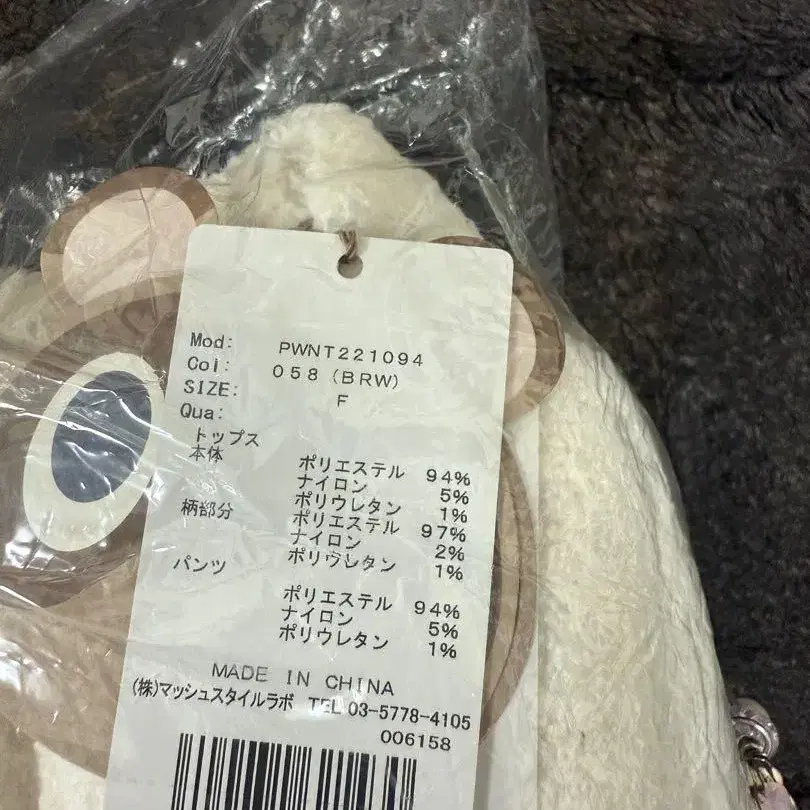 Mod: PWNT221094
Col: 058 (BRW)
SIZE: F
Qua:
トップス
本体 ポリエステル 94%
ナイロン 5%
ポリウレタン 1%
柄部分 ポリエステル 97%
ナイロン 2%
ポリウレタン 1%
パンツ
ポリエステル 94%
ナイロン 5%
ポリウレタン 1%
MADE IN CHINA
(株)マッシュスタイルラボ TEL 03-5778-4105
006158